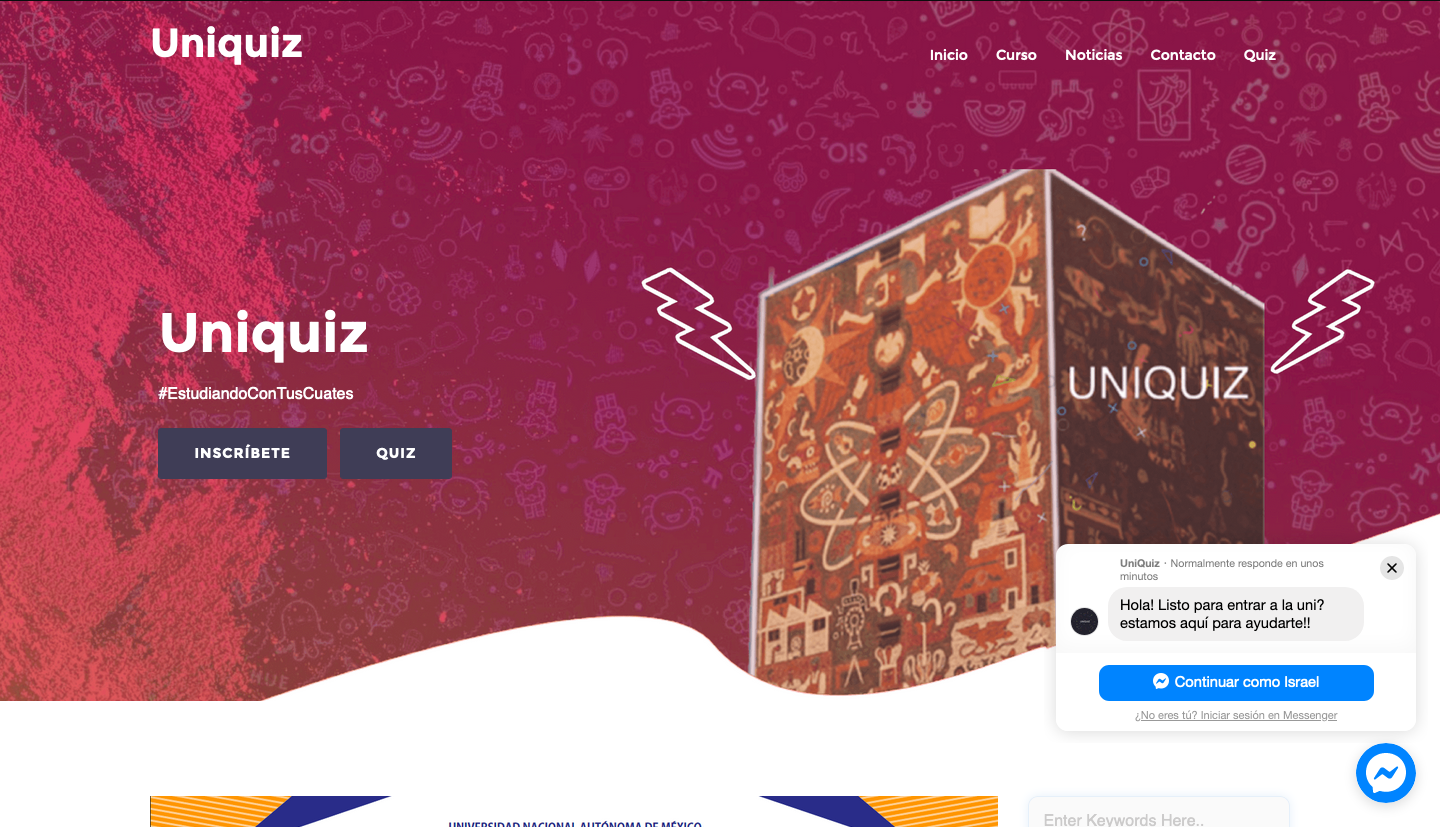 Uniquiz
Inicio Curso Noticias Contacto Quiz
Uniquiz
#EstudiandoConTusCuates
INSCRÍBETE QUIZ
UNIQUIZ
UniQuiz · Normalmente responde en unos
minutos
Hola! Listo para entrar a la uni?
estamos aquí para ayudarte!!
Continuar como Israel
¿No eres tú? Iniciar sesión en Messenger
UNIVERSIDAD NACIONAL AUTÓNOMA DE MÉXICO
Enter Keywords Here..